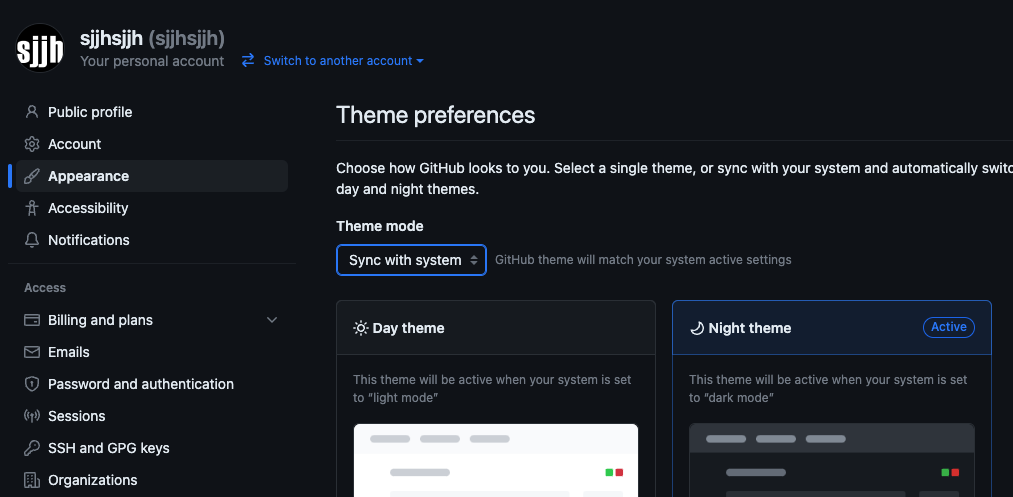 sjjh
sjjhsjjh (sjjhsjjh)
Your personal account
Switch to another account
Public profile
Account
Appearance
Accessibility
Notifications
Access
Billing and plans
Emails
Password and authentication
Sessions
SSH and GPG keys
Organizations
Theme preferences
Choose how GitHub looks to you. Select a single theme, or sync with your system and automatically
day and night themes.
Theme mode
Sync with system
GitHub theme will match your system active settings
Day theme
This theme will be active when your system is set
to “light mode”
Night theme
Active
This theme will be active when your system is set
to “dark mode”